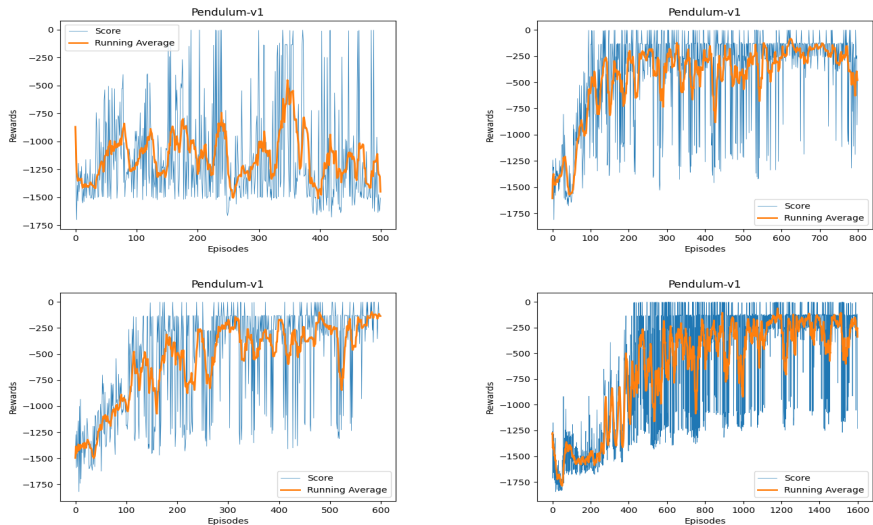 Pendulum-v1
0
−250
−500
−750
−1000
−1250
−1500
−1750
Rewards
Score
Running Average
0 100 200 300 400 500
Episodes
Pendulum-v1
0
−250
−500
−750
−1000
−1250
−1500
−1750
Rewards
Score
Running Average
0 100 200 300 400 500 600 700 800
Episodes
Pendulum-v1
0
−250
−500
−750
−1000
−1250
−1500
−1750
Rewards
Score
Running Average
0 100 200 300 400 500 600
Episodes
Pendulum-v1
0
−250
−500
−750
−1000
−1250
−1500
−1750
Rewards
Score
Running Average
0 200 400 600 800 1000 1200 1400 1600
Episodes